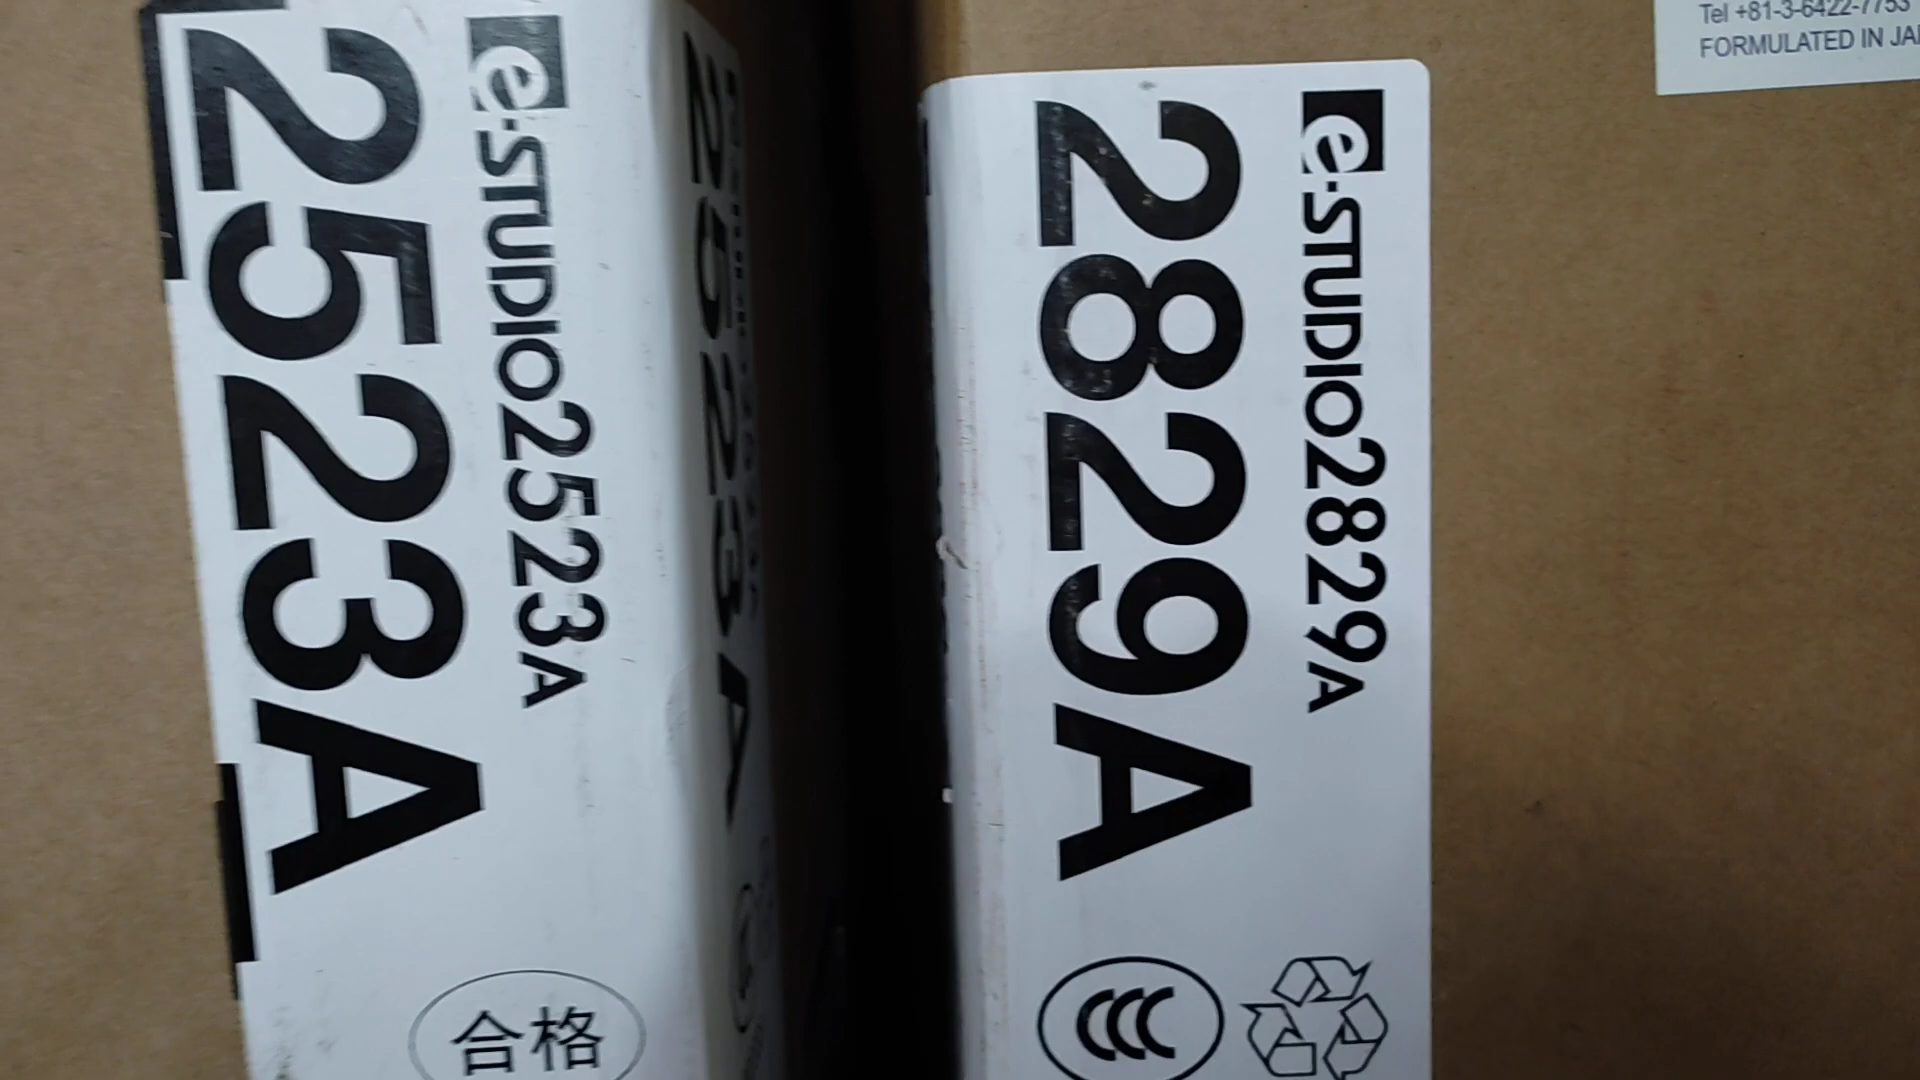 e-STUDIO2523A
2523A
合格
2523A
e-STUDIO2829A
2829A
CCC
Tel +81-3-6422-7753
FORMULATED IN JA